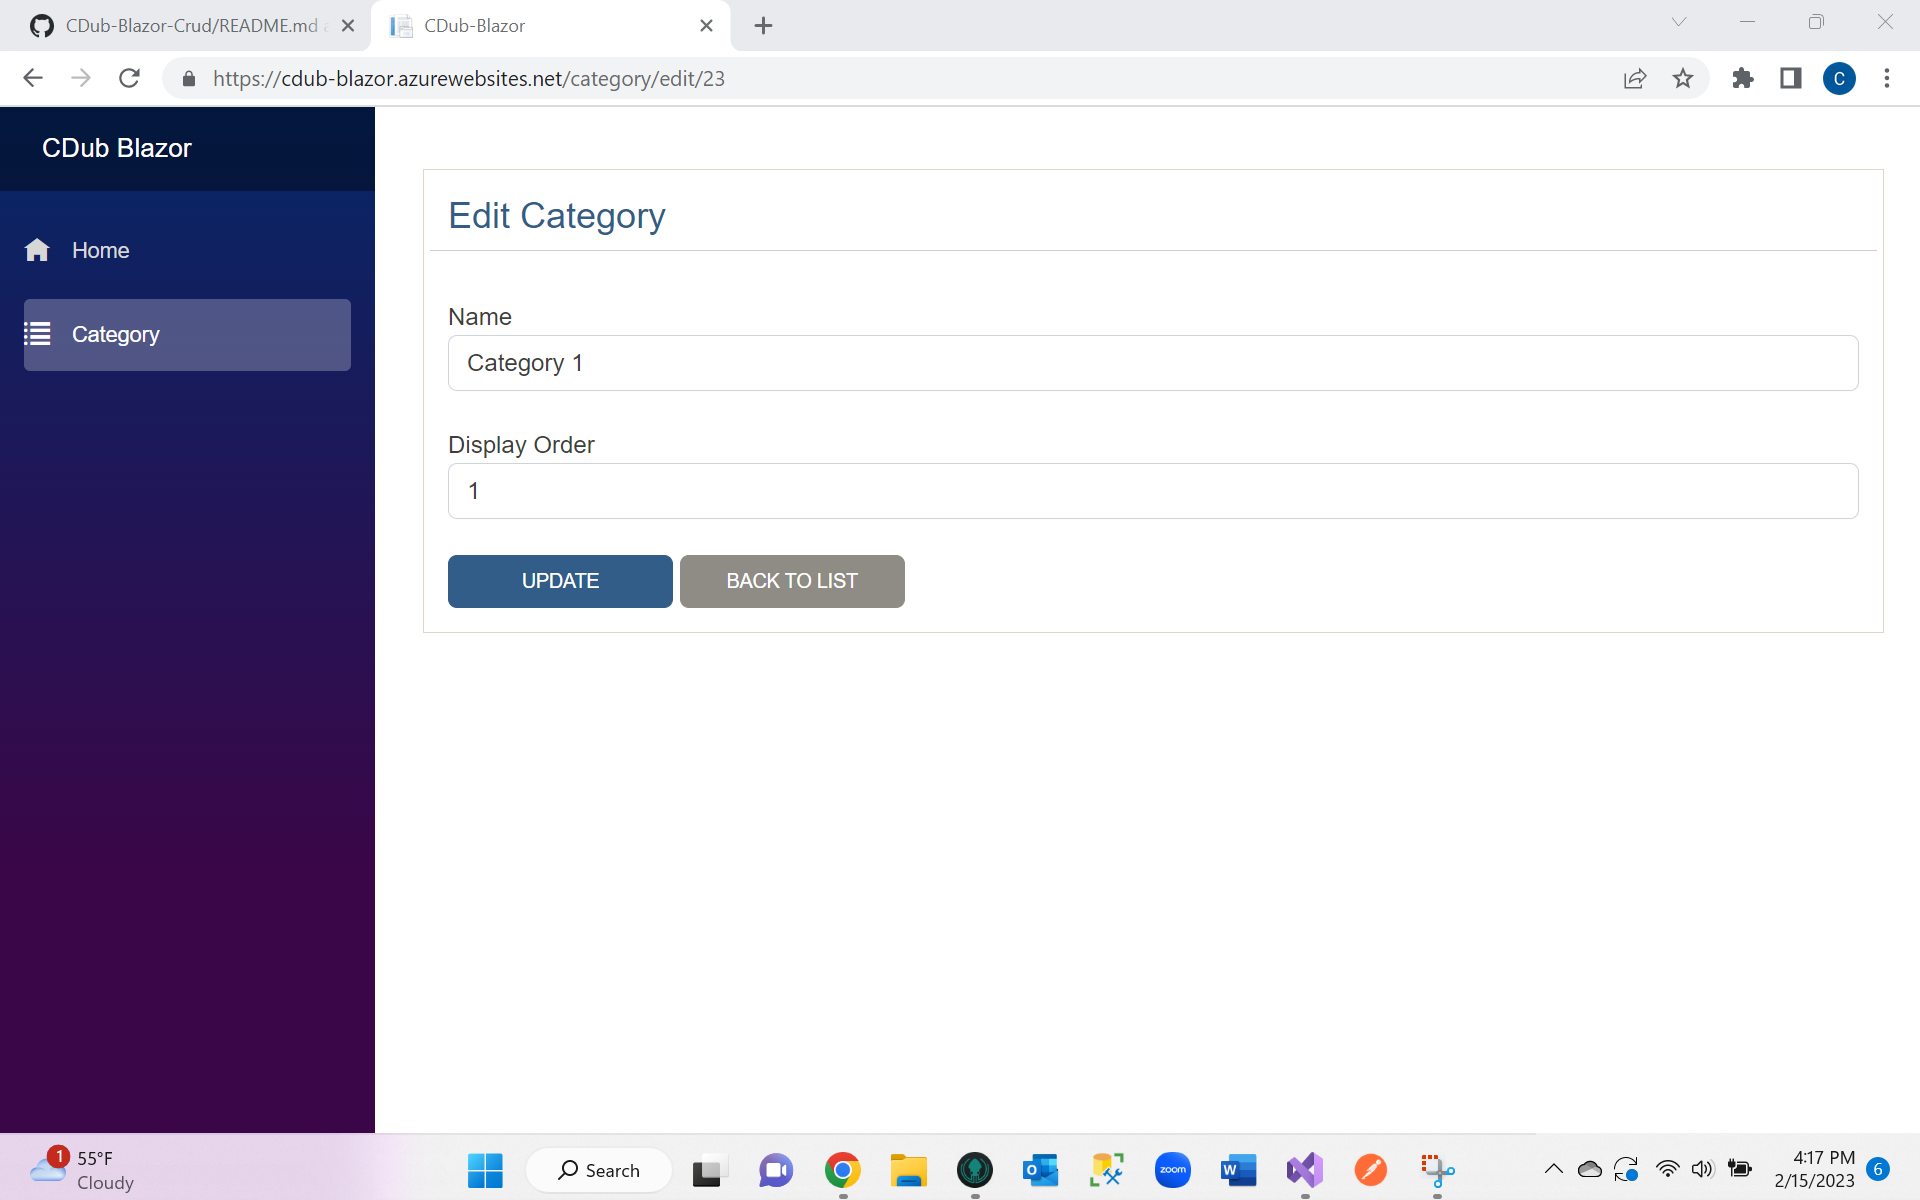 CDub-Blazor-Crud/README.md
CDub-Blazor
https://cdub-blazor.azurewebsites.net/category/edit/23
C
CDub Blazor
Home
Category
Edit Category
Name
Category 1
Display Order
1
UPDATE
BACK TO LIST
1
55°F
Cloudy
Search
O
zoom
W
4:17 PM
2/15/2023
6